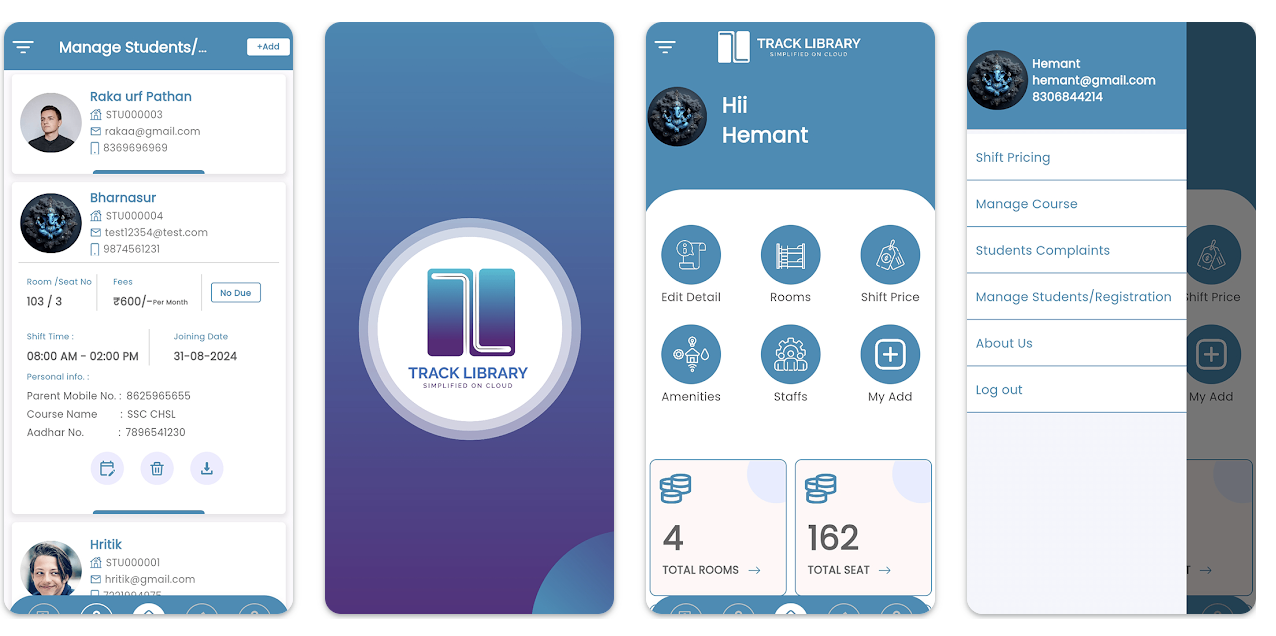 Manage Students/...
+Add
Raka urf Pathan
STU000003
rakaa@gmail.com
8369696969
Bharnasur
STU000004
test12354@test.com
9874561231
Room /Seat No
103 / 3
Fees
₹600/-Per Month
No Due
Shift Time :
08:00 AM - 02:00 PM
Joining Date
31-08-2024
Personal info. :
Parent Mobile No. : 8625965655
Course Name : SSC CHSL
Aadhar No. : 7896541230
Hritik
STU000001
hritik@gmail.com
TRACK LIBRARY
SIMPLIFIED ON CLOUD
TRACK LIBRARY
SIMPLIFIED ON CLOUD
Hii
Hemant
Edit Detail
Rooms
Shift Price
Amenities
Staffs
My Add
4
TOTAL ROOMS
162
TOTAL SEAT
Hemant
hemant@gmail.com
8306844214
Shift Pricing
Manage Course
Students Complaints
Manage Students/Registration
About Us
Log out
Shift Price
My Add
T